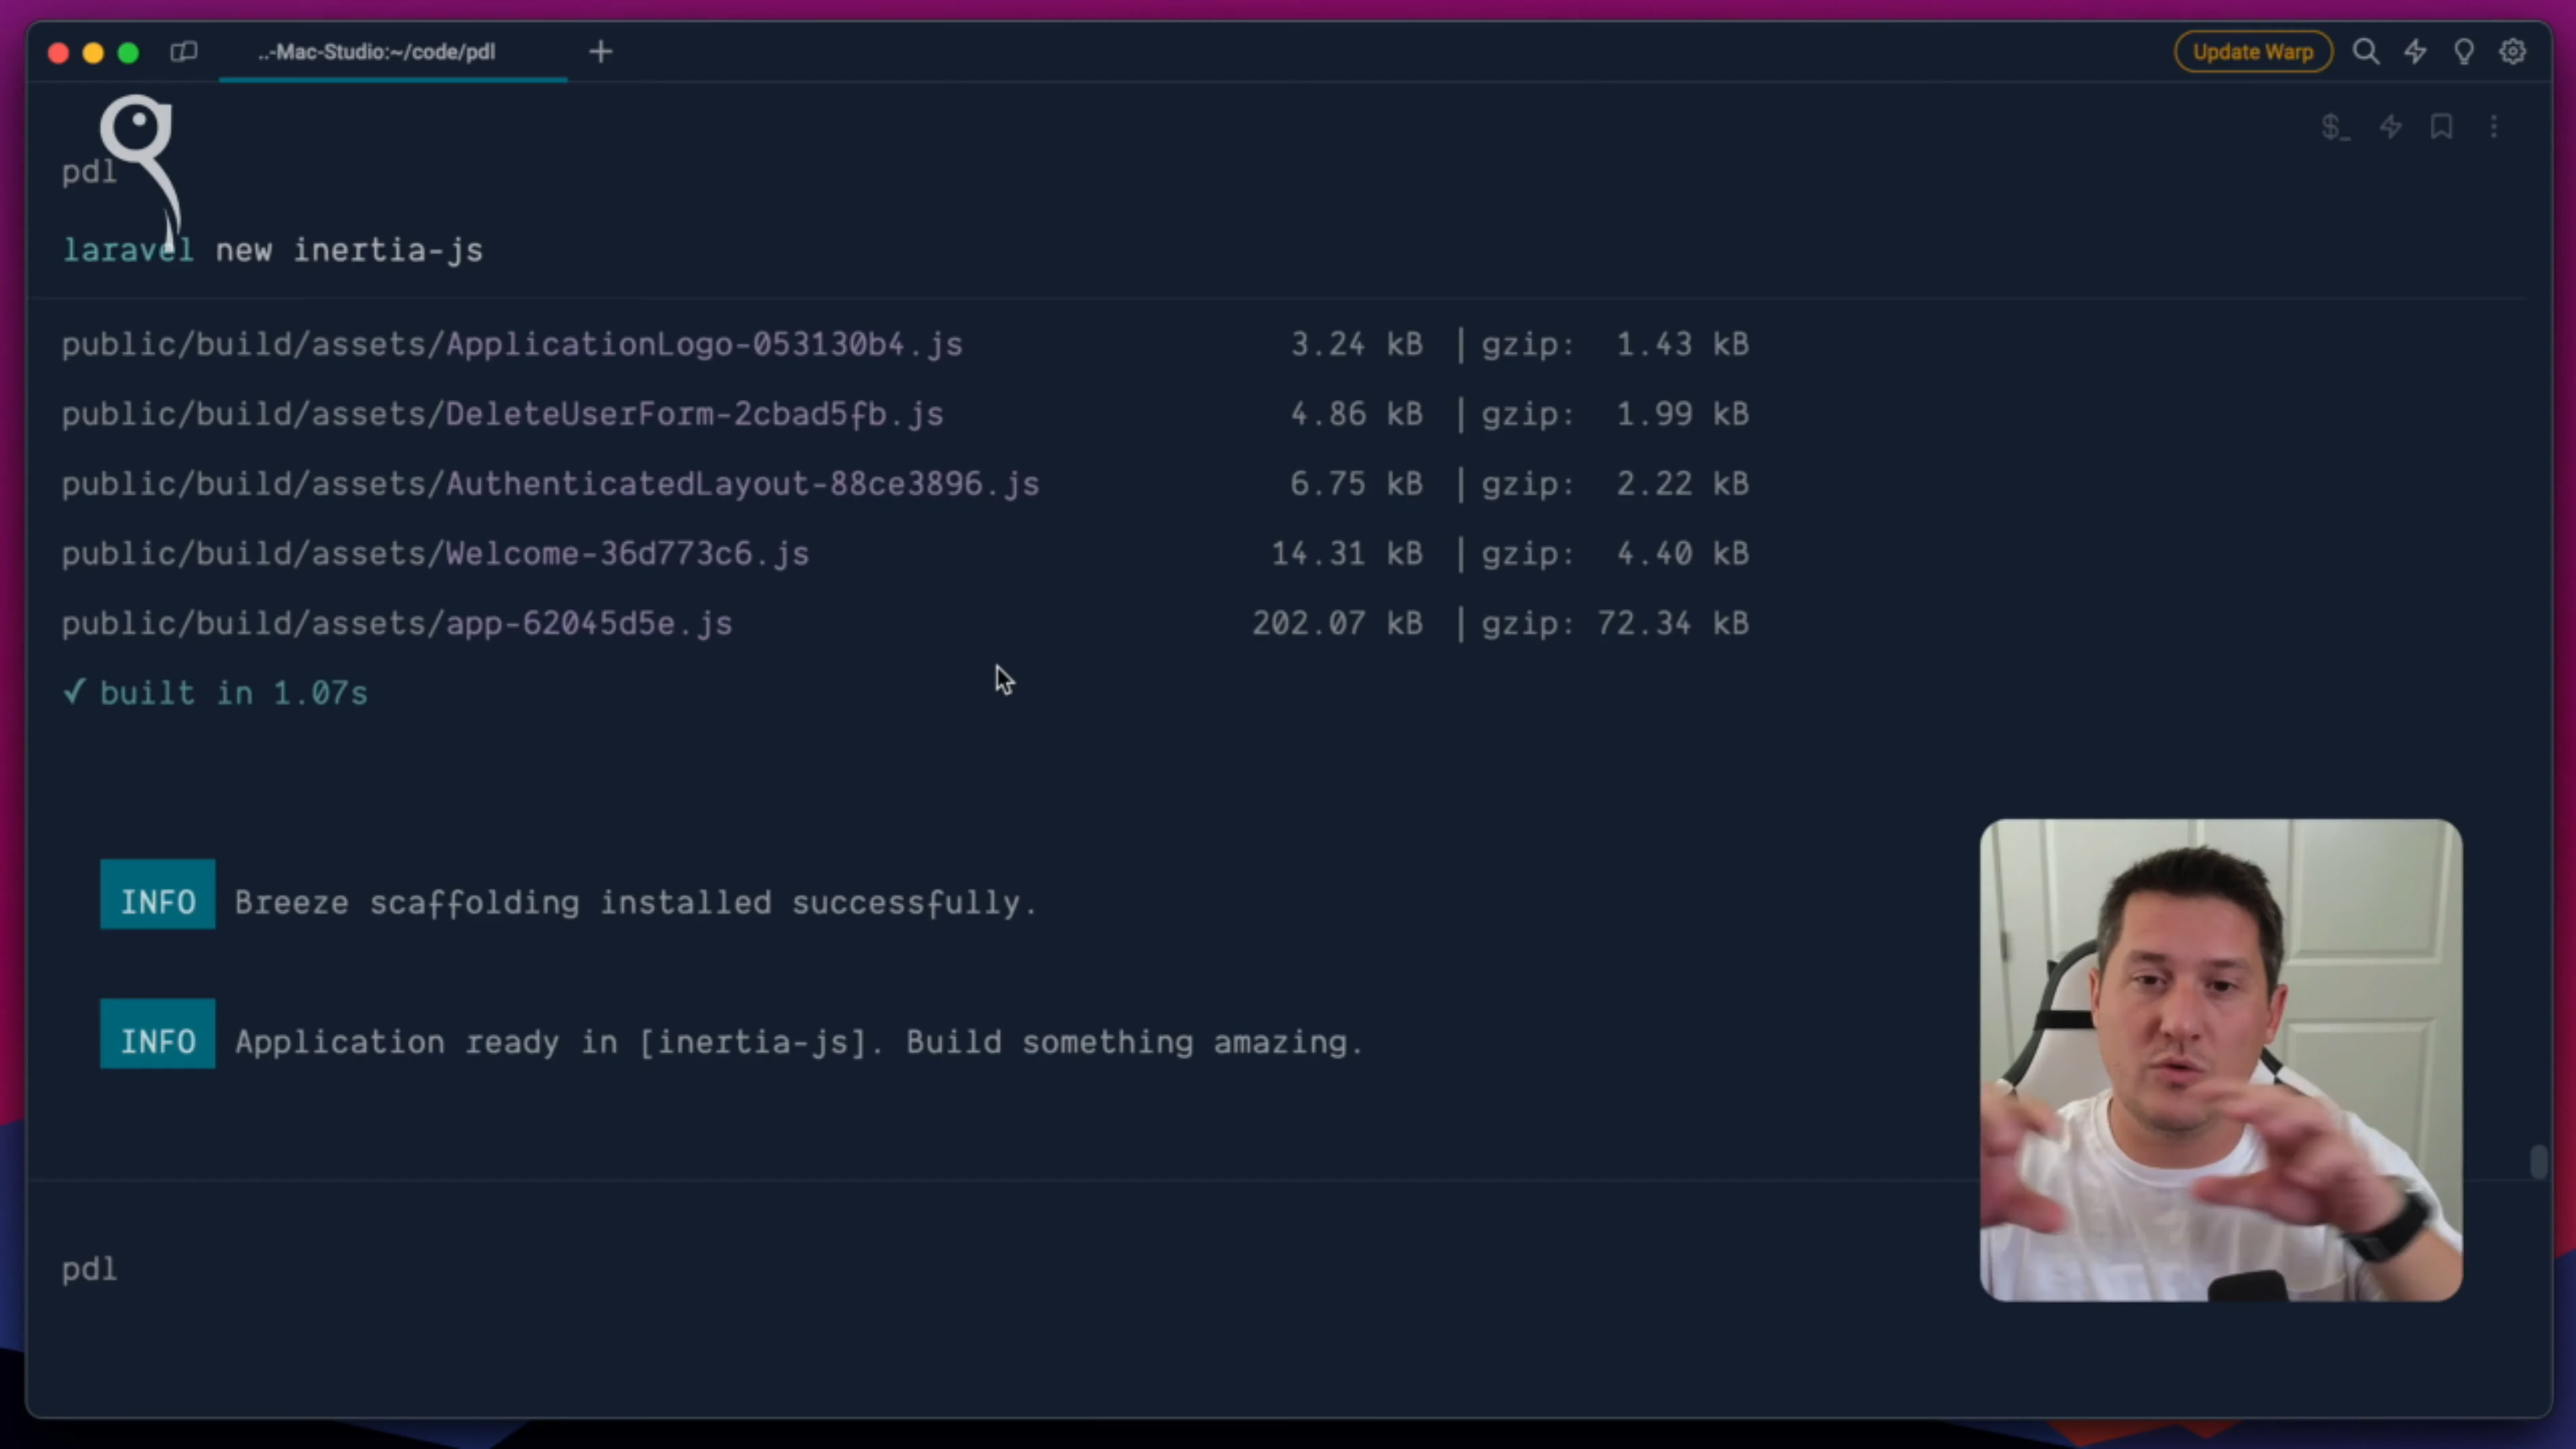 ..-Mac-Studio:~/code/pdl
Update Warp
$_
pdl
laravel new inertia-js
public/build/assets/ApplicationLogo-053130b4.js 3.24 kB | gzip: 1.43 kB
public/build/assets/DeleteUserForm-2cbad5fb.js 4.86 kB | gzip: 1.99 kB
public/build/assets/AuthenticatedLayout-88ce3896.js 6.75 kB | gzip: 2.22 kB
public/build/assets/Welcome-36d773c6.js 14.31 kB | gzip: 4.40 kB
public/build/assets/app-62045d5e.js 202.07 kB | gzip: 72.34 kB
✓ built in 1.07s
INFO Breeze scaffolding installed successfully.
INFO Application ready in [inertia-js]. Build something amazing.
pdl